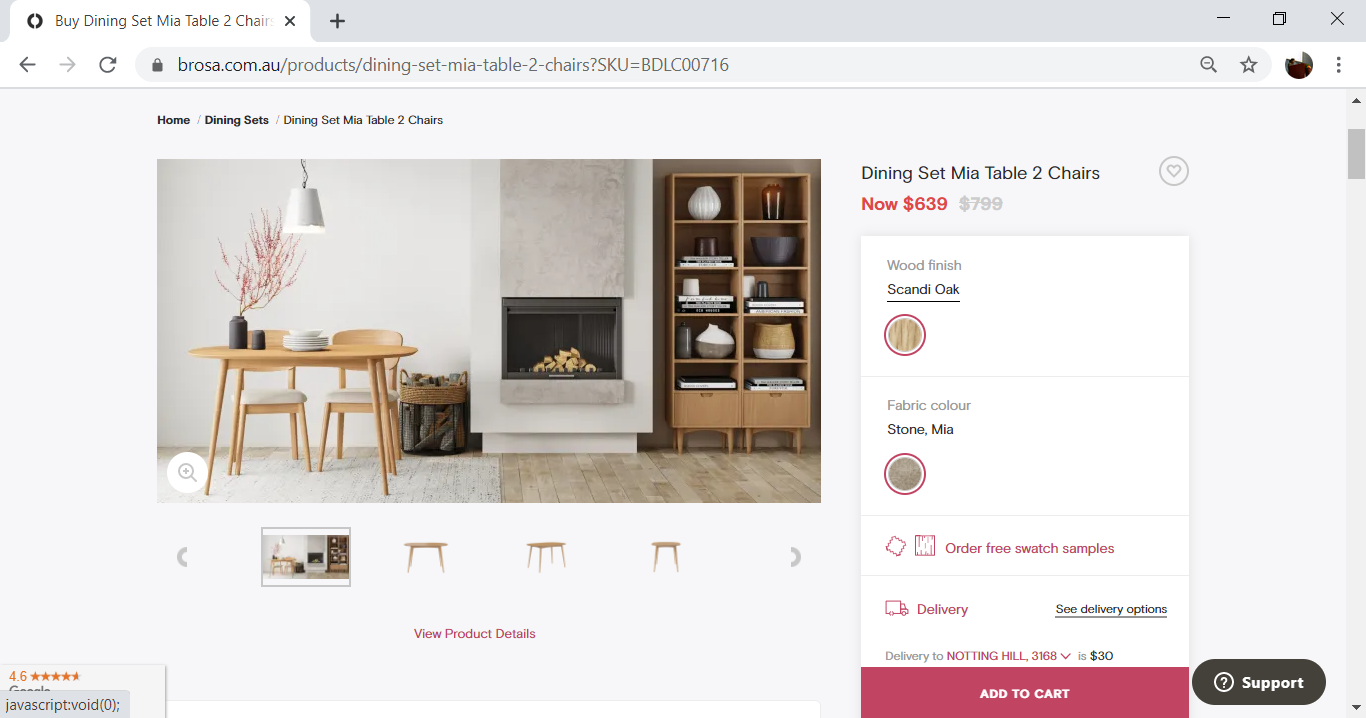 Buy Dining Set Mia Table 2 Chair
brosa.com.au/products/dining-set-mia-table-2-chairs?SKU=BDLC00716
Home / Dining Sets / Dining Set Mia Table 2 Chairs
Dining Set Mia Table 2 Chairs
Now $639 $799
Wood finish
Scandi Oak
Fabric colour
Stone, Mia
Order free swatch samples
Delivery
See delivery options
View Product Details
Delivery to NOTTING HILL, 3168 is $30
ADD TO CART
4.6
Google
javascript:void(0);
Support